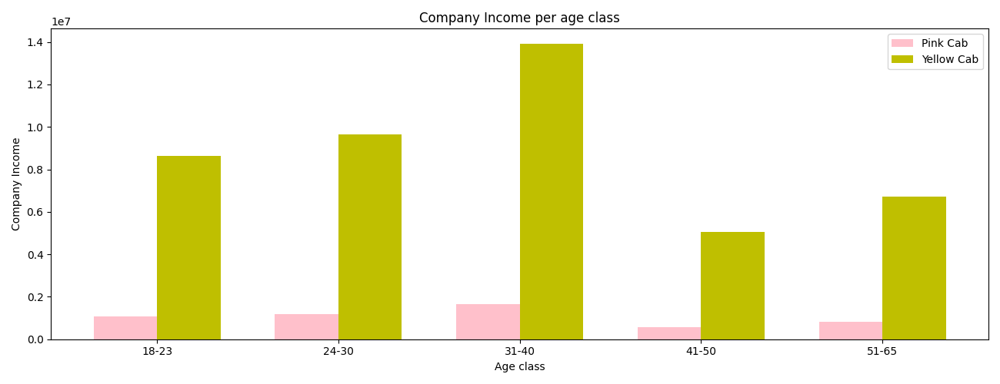 Company Income per age class
1e7
1.4
1.2
1.0
0.8
0.6
0.4
0.2
0.0
Company Income
Pink Cab
Yellow Cab
18-23 24-30 31-40 41-50 51-65
Age class